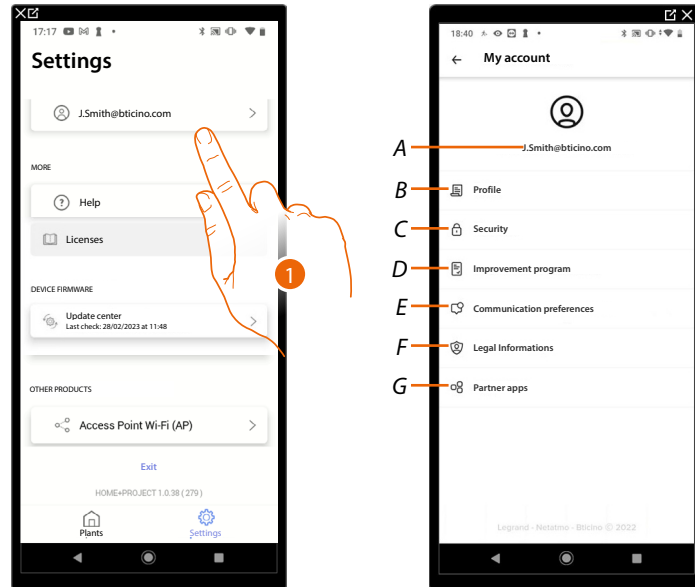 17:17
Settings
J.Smith@bticino.com
MORE
? Help
Licenses
1
DEVICE FIRMWARE
Update center
Last check: 28/02/2023 at 11:48
OTHER PRODUCTS
Access Point Wi-Fi (AP)
Exit
HOME+PROJECT 1.0.38 ( 279 )
Plants
Settings
18:40
My account
A J.Smith@bticino.com
B Profile
C Security
D Improvement program
E Communication preferences
F Legal Informations
G Partner apps
Legrand - Netatmo - Bticino © 2022